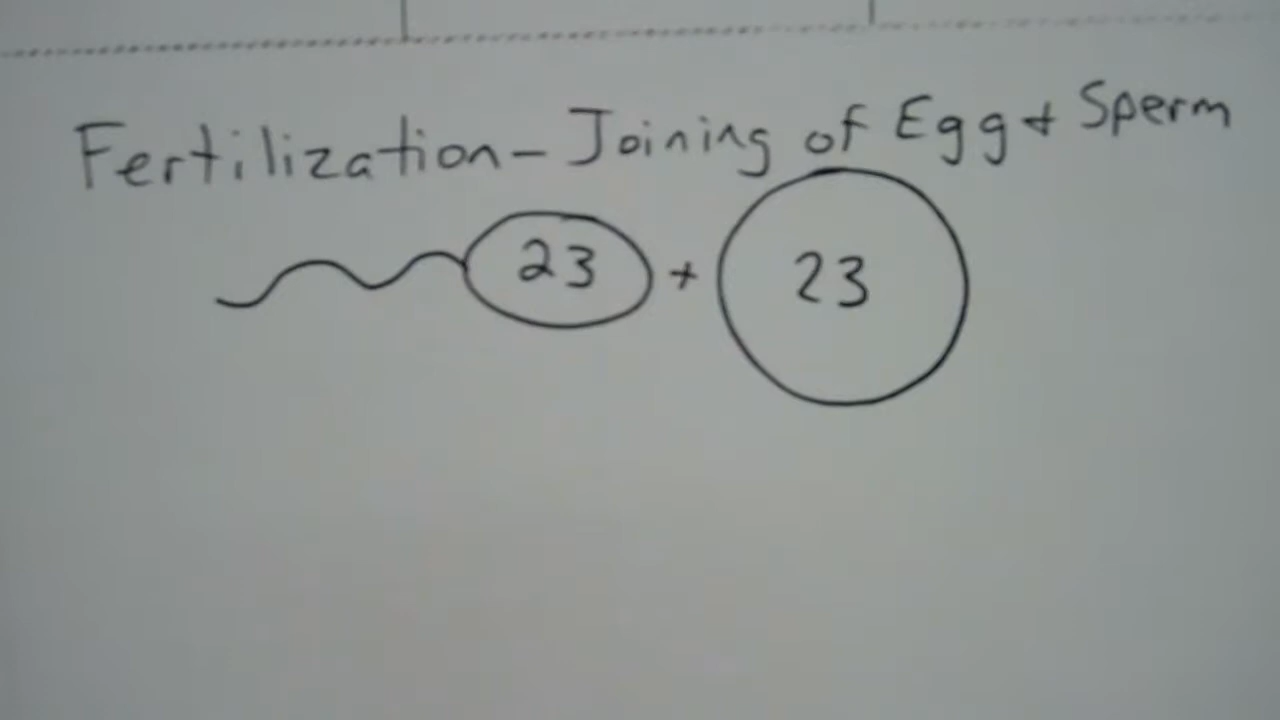 Fertilization - Joining of Egg + Sperm
23 + 23